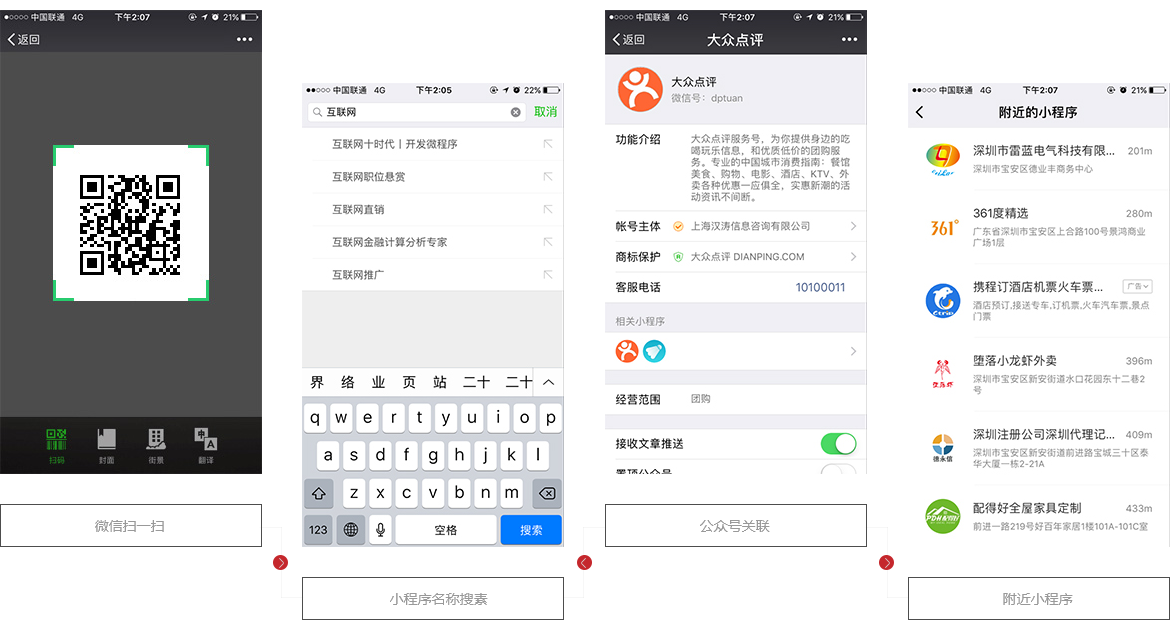 中国联通 4G 下午2:07 21%
返回
扫码 封面 街景 翻译
微信扫一扫
中国联通 4G 下午2:05 22%
互联网 取消
互联网十时代丨开发微程序
互联网职位悬赏
互联网直销
互联网金融计算分析专家
互联网推广
界 络 业 页 站 二十 二十
q w e r t y u i o p
a s d f g h j k l
z x c v b n m
123 空格 搜索
小程序名称搜素
中国联通 4G 下午2:07 21%
返回 大众点评
大众点评
微信号: dptuan
功能介绍 大众点评服务号，为你提供身边的吃
喝玩乐信息，和优质低价的团购服
务。专业的中国城市消费指南：餐馆
美食、购物、电影、酒店、KTV、外
卖各种优惠一应俱全，实惠新潮的活
动资讯不间断。
帐号主体 上海汉涛信息咨询有限公司
商标保护 大众点评 DIANPING.COM
客服电话 10100011
相关小程序
经营范围 团购
接收文章推送
置顶公众号
公众号关联
中国联通 4G 下午2:07 21%
附近的小程序
深圳市雷蓝电气科技有限... 201m
深圳市宝安区德业丰商务中心
361° 361度精选 280m
广东省深圳市宝安区上合路100号景鸿商业
广场1层
携程订酒店机票火车票... 广告
酒店预订,接送专车,订机票,火车汽车票,景点
门票
堕落小龙虾外卖 396m
深圳市宝安区新安街道水口花园东十二巷2
号
深圳注册公司深圳代理记... 409m
德永信 深圳市宝安区新安街道前进路宝城三十区泰
华大厦一栋2-21A
配得好全屋家具定制 433m
前进一路219号好百年家居1楼101A-101C室
附近小程序